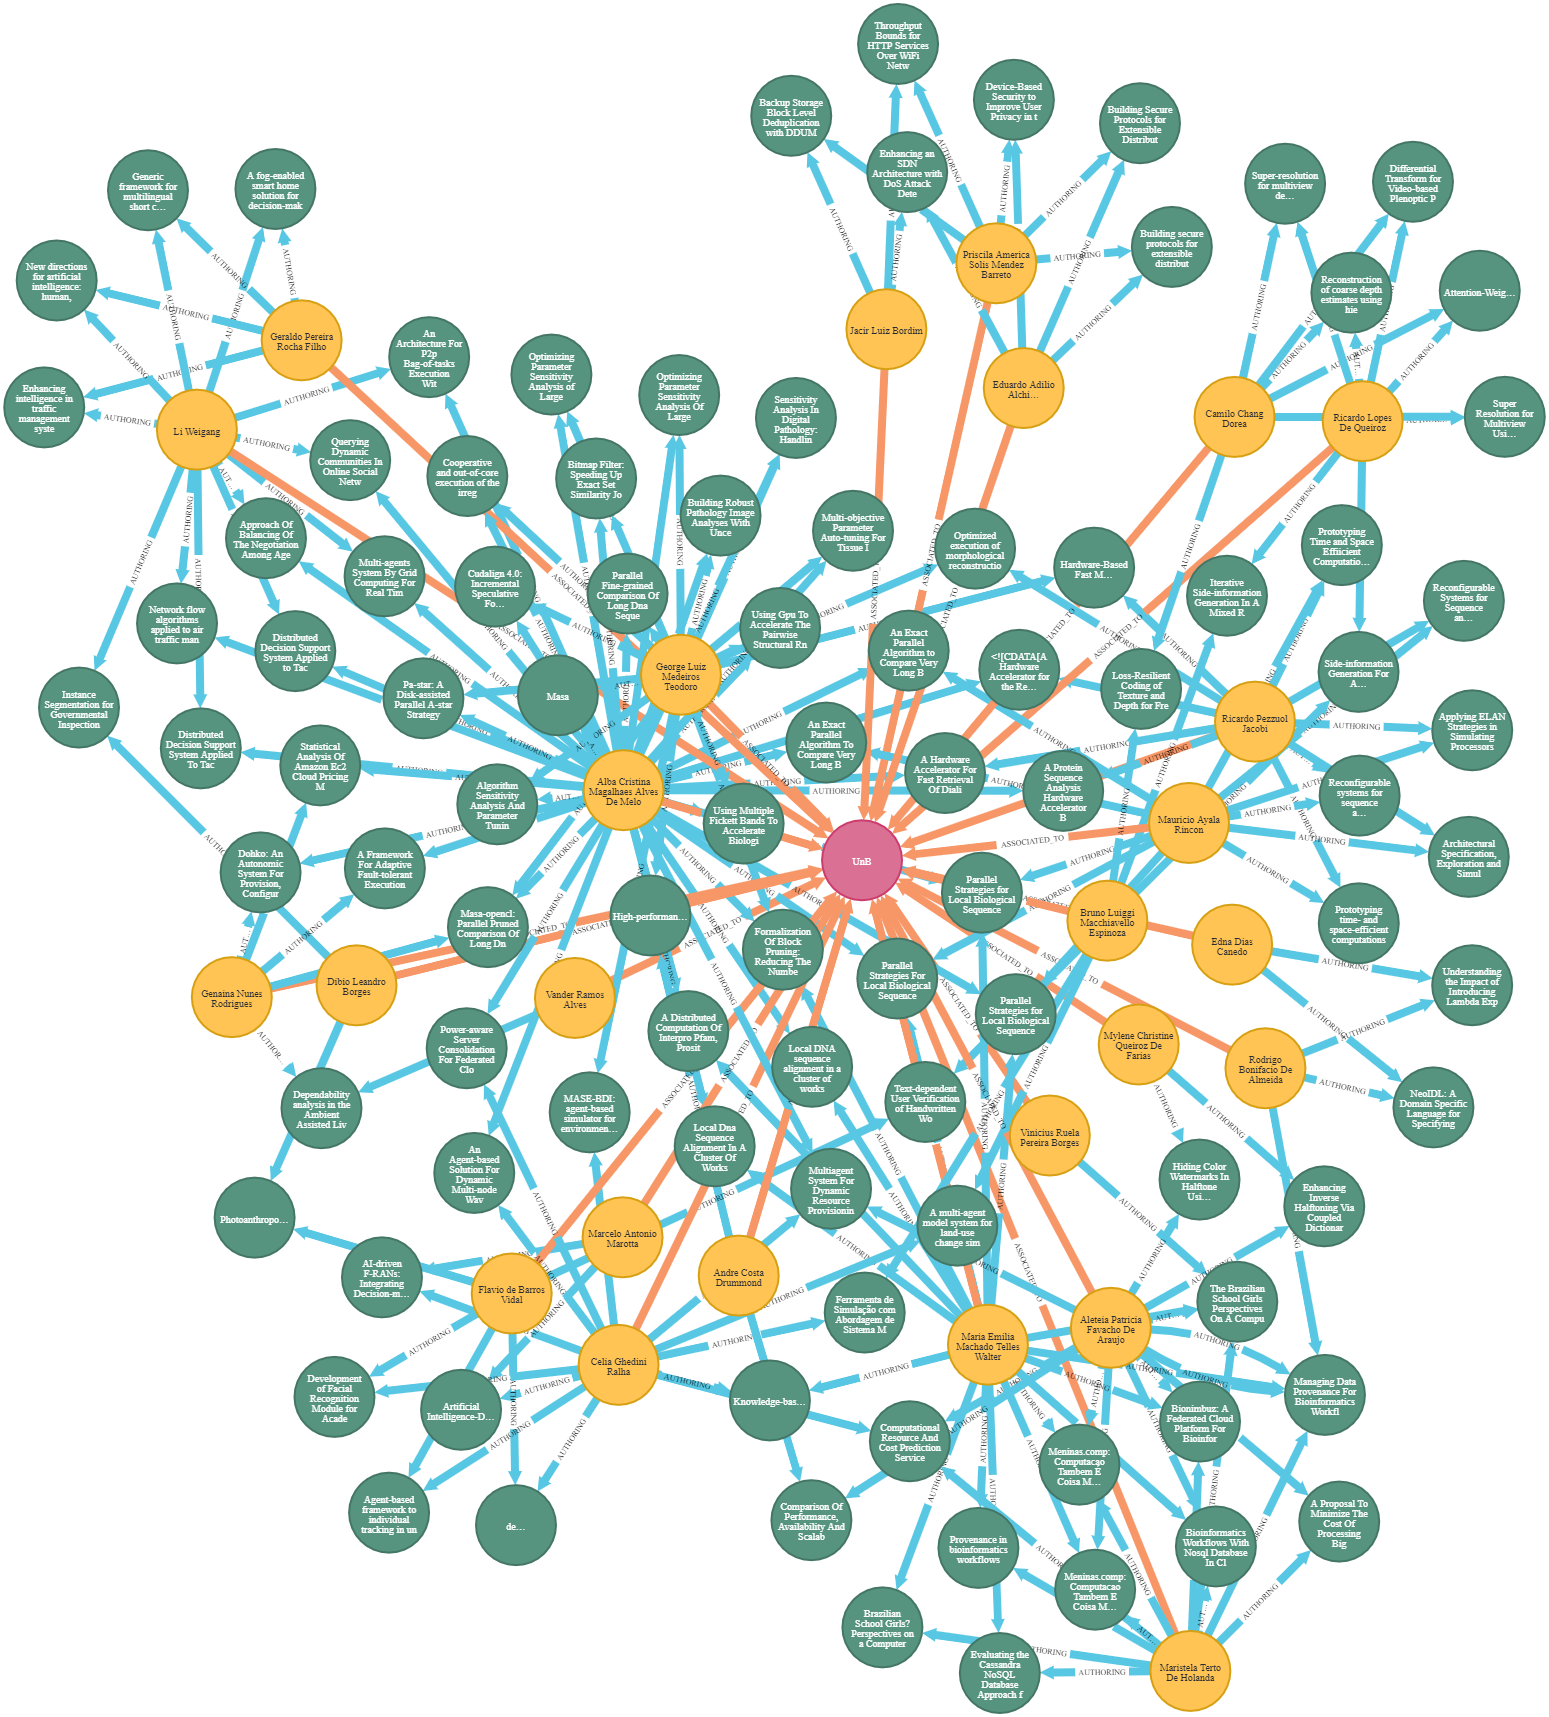 Throughput
Bounds for
HTTP Services
Over WiFi
Netw
Backup Storage
Block Level
Deduplication
with DDUM
Device-Based
Security to
Improve User
Privacy in t
Building Secure
Protocols for
Extensible
Distribut
Enhancing an
SDN
Architecture with
DoS Attack
Dete
Generic
framework for
multilingual
short c...
A fog-enabled
smart home
solution for
decision-mak
Super-resolution
for multiview
de...
Differential
Transform for
Video-based
Plenoptic P
New directions
for artificial
intelligence:
human,
Priscila America
Solis Mendez
Barreto
Building secure
protocols for
extensible
distribut
Reconstruction
of coarse depth
estimates using
hie
Attention-Weig...
Geraldo Pereira
Rocha Filho
Jacir Luiz Bordim
An
Architecture For
P2p
Bag-of-tasks
Execution
Wit
Optimizing
Parameter
Sensitivity
Analysis of
Large
Optimizing
Parameter
Sensitivity
Analysis Of
Large
Eduardo Adilio
Alchi...
Enhancing
intelligence in
traffic
management
syste
Li Weigang
Sensitivity
Analysis In
Digital
Pathology:
Handlin
Camilo Chang
Dorea
Ricardo Lopes
De Queiroz
Super
Resolution for
Multiview
Usi...
Querying
Dynamic
Communities In
Online Social
Netw
Cooperative
and out-of-core
execution of the
irreg
Bitmap Filter:
Speeding Up
Exact Set
Similarity Jo
Building Robust
Pathology Image
Analyses With
Unce
Multi-objective
Parameter
Auto-tuning For
Tissue I
Approach Of
Balancing Of
The Negotiation
Among Age
Optimized
execution of
morphological
reconstructio
Prototyping
Time and Space
Effiicient
Computatio...
Multi-agents
System By Grid
Computing For
Real Tim
Cudalign 4.0:
Incremental
Speculative
Fo...
Parallel
Fine-grained
Comparison Of
Long Dna
Seque
Hardware-Based
Fast M...
Iterative
Side-information
Generation In A
Mixed R
Reconfigurable
Systems for
Sequence
an...
Network flow
algorithms
applied to air
traffic man
Using Gpu To
Accelerate The
Pairwise
Structural Rn
An Exact
Parallel
Algorithm to
Compare Very
Long B
Distributed
Decision Support
System Applied
to Tac
George Luiz
Medeiros
Teodoro
<![CDATA[A
Hardware
Accelerator for
the Re...
Side-information
Generation For
A...
Pa-star: A
Disk-assisted
Parallel A-star
Strategy
Masa
Loss-Resilient
Coding of
Texture and
Depth for Fre
Instance
Segmentation for
Governmental
Inspection
Ricardo Pezzuol
Jacobi
Applying ELAN
Strategies in
Simulating
Processors
Distributed
Decision Support
System Applied
To Tac
Statistical
Analysis Of
Amazon Ec2
Cloud Pricing
M
An Exact
Parallel
Algorithm To
Compare Very
Long B
A Hardware
Accelerator For
Fast Retrieval
Of Diali
Alba Cristina
Magalhaes Alves
De Melo
A Protein
Sequence
Analysis
Hardware
Accelerator
B
Reconfigurable
systems for
sequence
a...
Algorithm
Sensitivity
Analysis And
Parameter
Tunin
Using Multiple
Fickett Bands To
Accelerate
Biologi
Mauricio Ayala
Rincon
Architectural
Specification,
Exploration and
Simul
UnB
Dohko: An
Autonomic
System For
Provision,
Configur
A Framework
For Adaptive
Fault-tolerant
Execution
Parallel
Strategies for
Local Biological
Sequence
Masa-opencl:
Parallel Pruned
Comparison Of
Long Dn
High-performan...
Bruno Luiggi
Macchiavello
Espinoza
Prototyping
time- and
space-efficient
computations
Formalization
Of Block
Pruning:
Reducing The
Numbe
Edna Dias
Canedo
Parallel
Strategies For
Local Biological
Sequence
Genaina Nunes
Rodrigues
Dibio Leandro
Borges
Vander Ramos
Alves
Understanding
the Impact of
Introducing
Lambda Exp
Parallel
Strategies for
Local Biological
Sequence
A Distributed
Computation Of
Interpro Pfam,
Prosit
Power-aware
Server
Consolidation
For Federated
Clo
Mylene Christine
Queiroz De
Farias
Local DNA
sequence
alignment in a
cluster of
works
Rodrigo
Bonifacio De
Almeida
Dependability
analysis in the
Ambient
Assisted Liv
MASE-BDI:
agent-based
simulator for
environmen...
Text-dependent
User Verification
of Handwritten
Wo
NeoIDL: A
Domain Specific
Language for
Specifying
Local Dna
Sequence
Alignment In A
Cluster Of
Works
Vinicius Ruela
Pereira Borges
An
Agent-based
Solution For
Dynamic
Multi-node
Wav
Multiagent
System For
Dynamic
Resource
Provisionin
Hiding Color
Watermarks In
Halftone
Usi...
Enhancing
Inverse
Halftoning Via
Coupled
Dictionar
Photoanthropo...
A multi-agent
model system for
land-use
change sim
Marcelo Antonio
Marotta
AI-driven
F-RANs:
Integrating
Decision-m...
Andre Costa
Drummond
Flavio de Barros
Vidal
The Brazilian
School Girls
Perspectives
On A Compu
Ferramenta de
Simulação com
Abordagem de
Sistema M
Maria Emilia
Machado Telles
Walter
Aleteia Patricia
Favacho De
Araujo
Celia Ghedini
Ralha
Development
of Facial
Recognition
Module for
Acade
Artificial
Intelligence-D...
Knowledge-bas...
Managing Data
Provenance For
Bioinformatics
Workfl
Bionimbuz: A
Federated Cloud
Platform For
Bioinfor
Computational
Resource And
Cost Prediction
Service
Meninas.comp:
Computaçao
Tambem E
Coisa M...
Agent-based
framework to
individual
tracking in un
de...
Comparison Of
Performance,
Availability And
Scalab
A Proposal To
Minimize The
Cost Of
Processing
Big
Provenance in
bioinformatics
workflows
Bioinformatics
Workflows With
Nosql Database
In Cl
Meninas.comp:
Computacao
Tambem E
Coisa M...
Brazilian
School Girls?
Perspectives on
a Computer
Evaluating the
Cassandra
NoSQL
Database
Approach f
Maristela Terto
De Holanda
AUTHORING
ASSOCIATED_TO